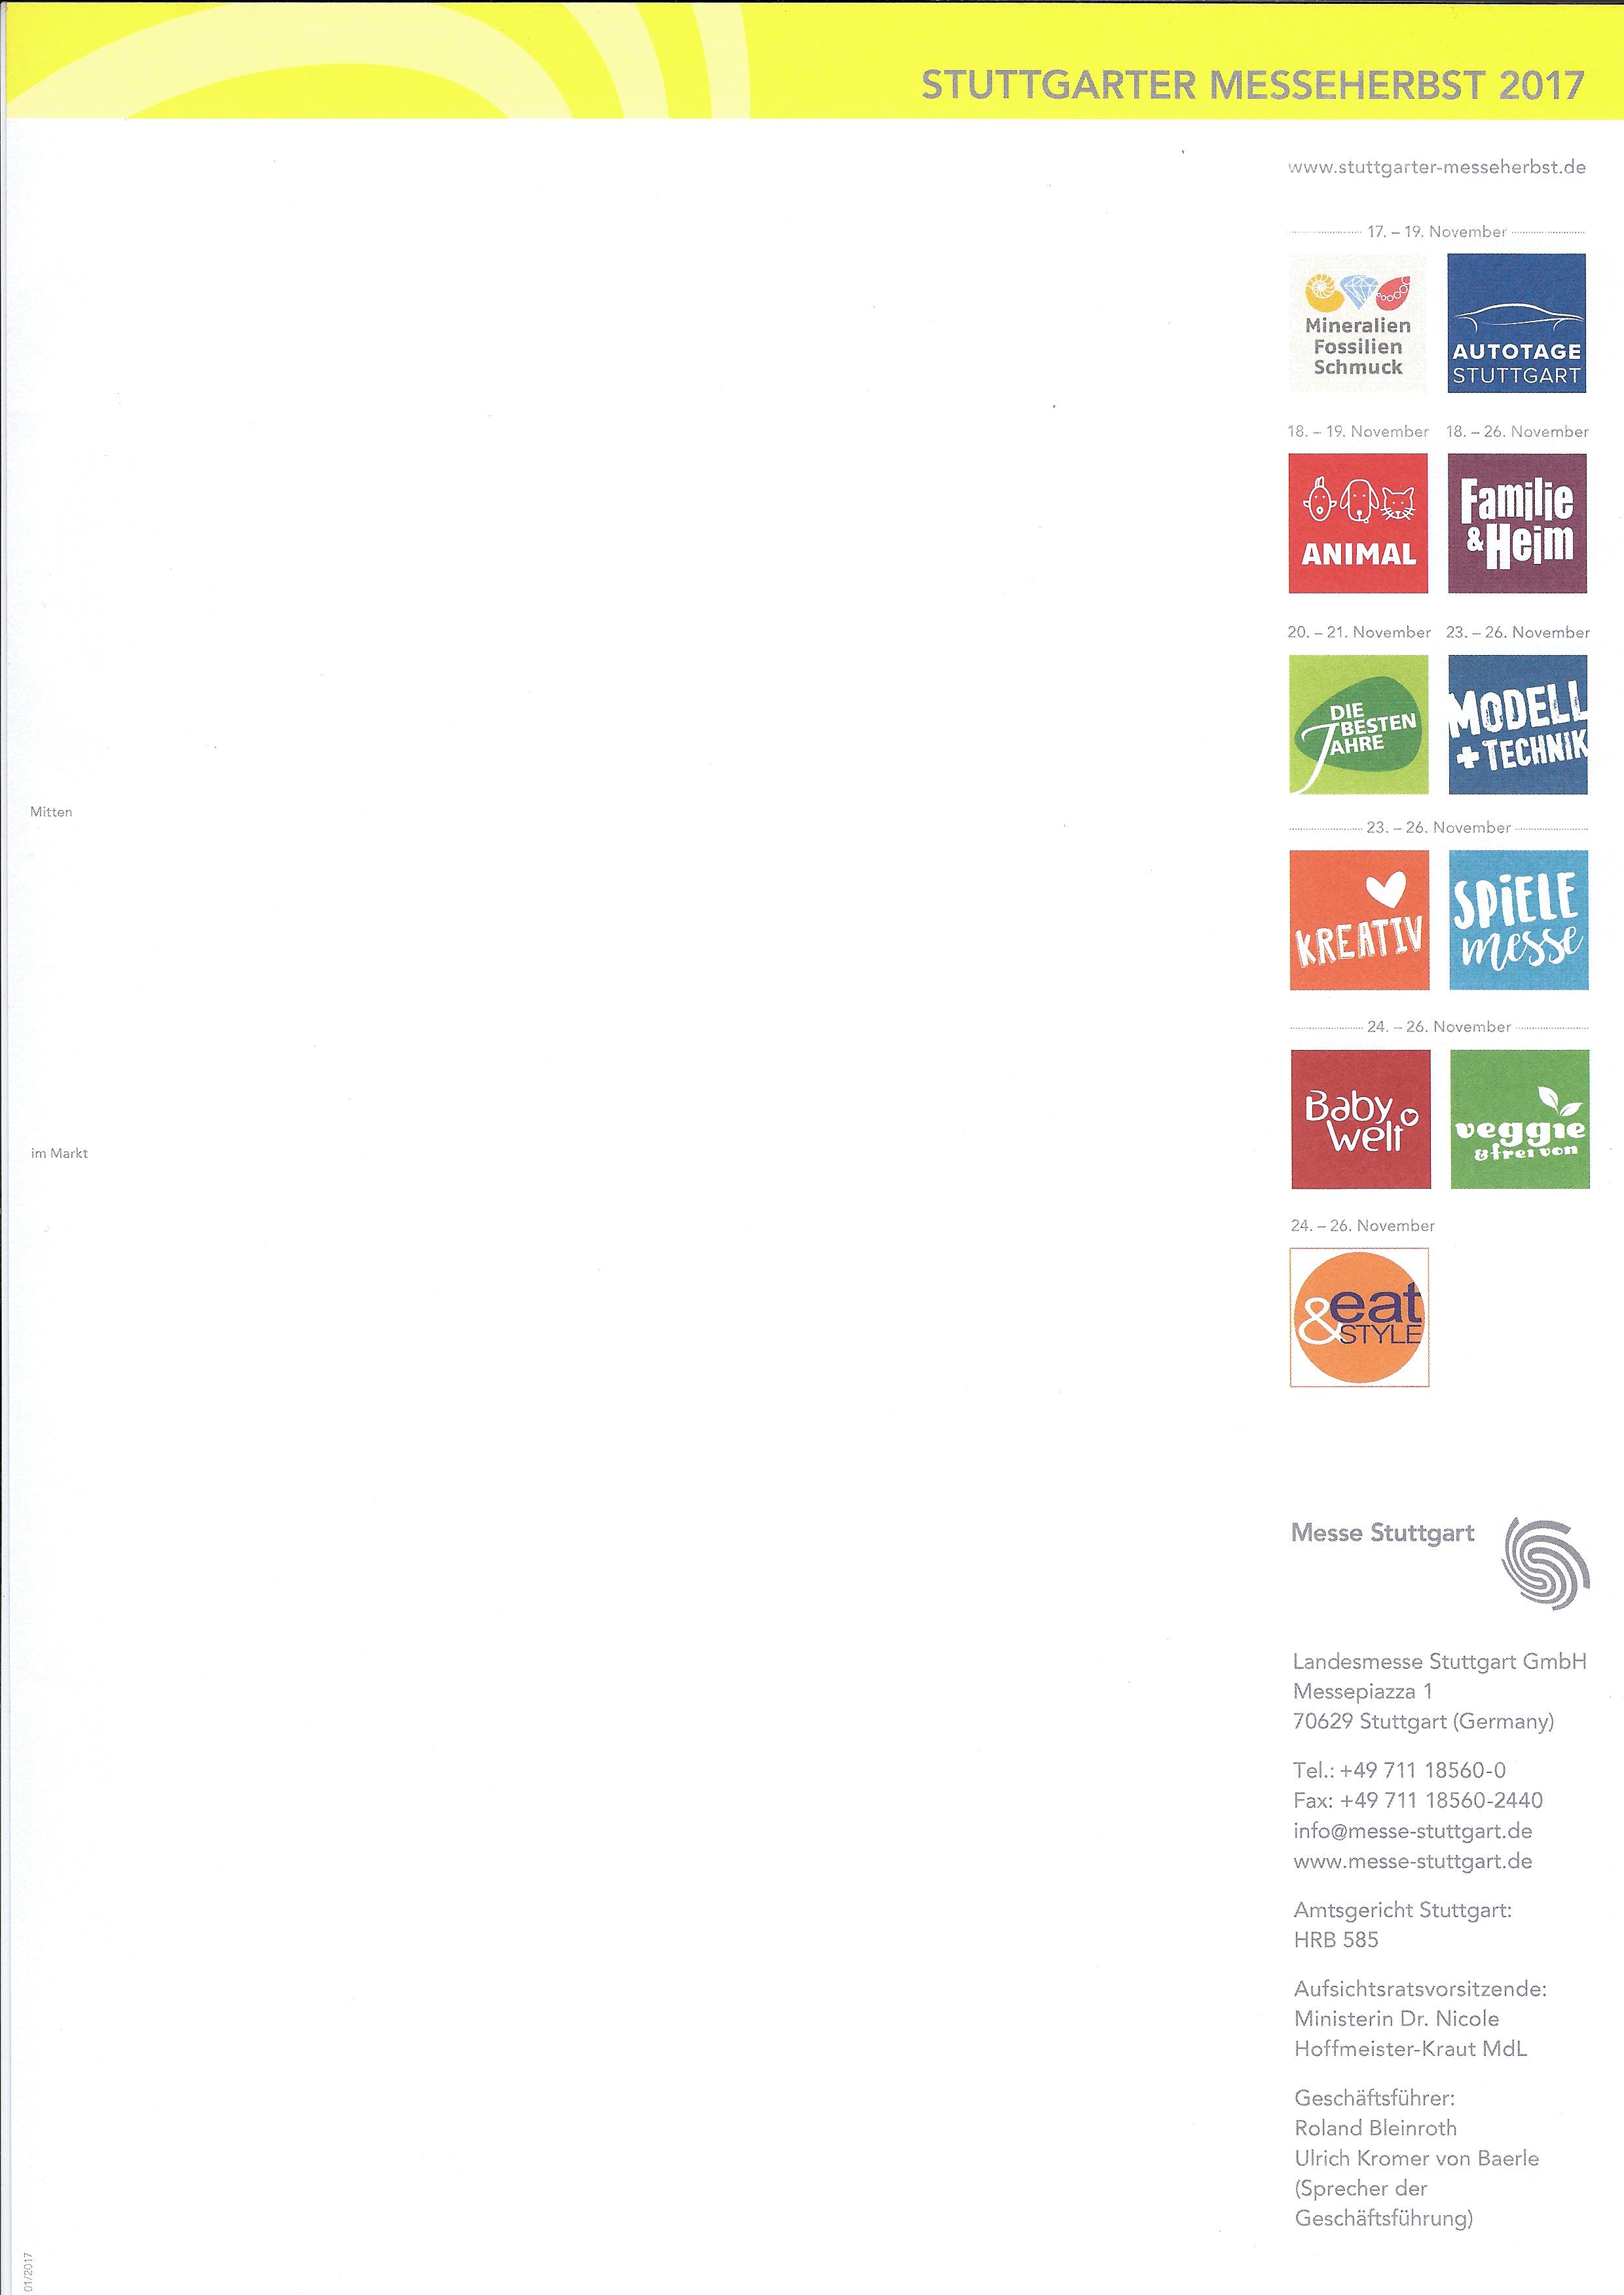 STUTTGARTER MESSEHERBST 2017
www.stuttgarter-messeherbst.de
17. – 19. November
Mineralien
Fossilien
Schmuck
AUTOTAGE
STUTTGART
18. – 19. November
18. – 26. November
ANIMAL
Familie
& Heim
20. – 21. November
23. – 26. November
DIE
BESTEN
JAHRE
MODELL
+ TECHNIK
Mitten
23. – 26. November
KREATIV
SPiELE
messe
24. – 26. November
Baby
Welt
veggie
& frei von
im Markt
24. – 26. November
eat
& STYLE
Messe Stuttgart
Landesmesse Stuttgart GmbH
Messepiazza 1
70629 Stuttgart (Germany)
Tel.: +49 711 18560-0
Fax: +49 711 18560-2440
info@messe-stuttgart.de
www.messe-stuttgart.de
Amtsgericht Stuttgart:
HRB 585
Aufsichtsratsvorsitzende:
Ministerin Dr. Nicole
Hoffmeister-Kraut MdL
Geschäftsführer:
Roland Bleinroth
Ulrich Kromer von Baerle
(Sprecher der
Geschäftsführung)
01/2017